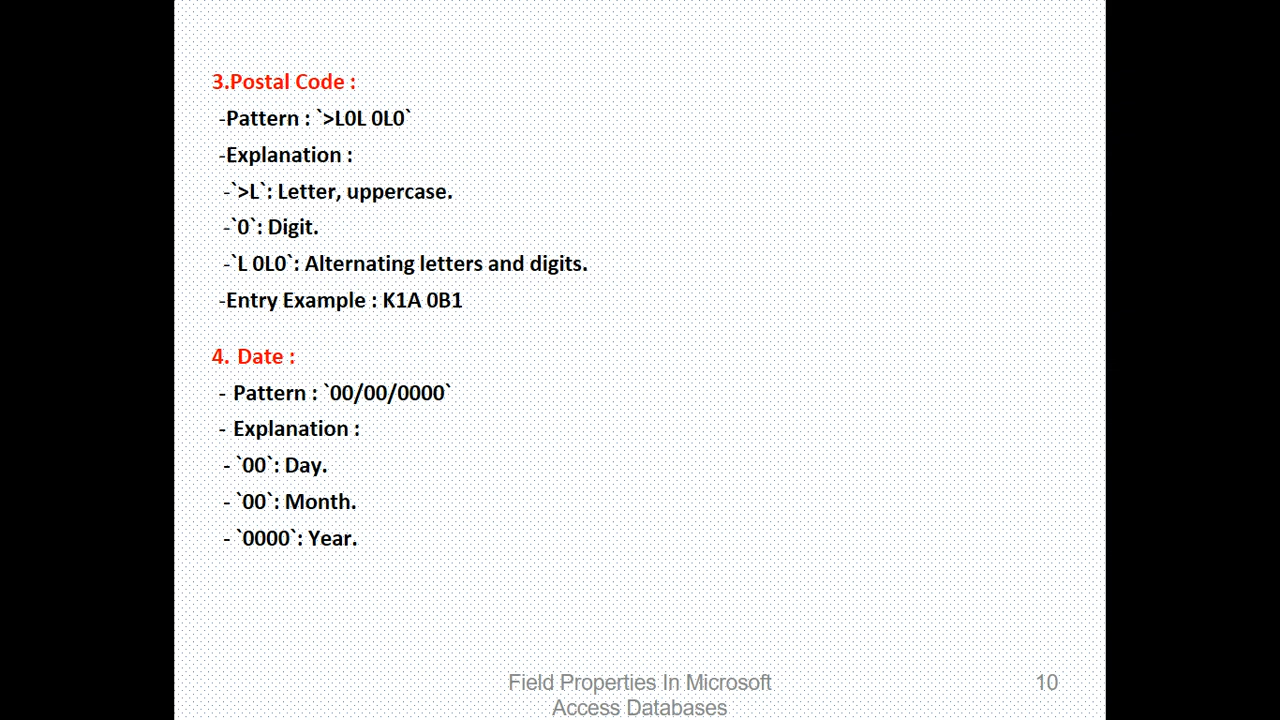 3.Postal Code :
-Pattern : `>L0L 0L0`
-Explanation :
-`>L`: Letter, uppercase.
-`0`: Digit.
-`L 0L0`: Alternating letters and digits.
-Entry Example : K1A 0B1
4. Date :
- Pattern : `00/00/0000`
- Explanation :
- `00`: Day.
- `00`: Month.
- `0000`: Year.
Field Properties In Microsoft
Access Databases
10